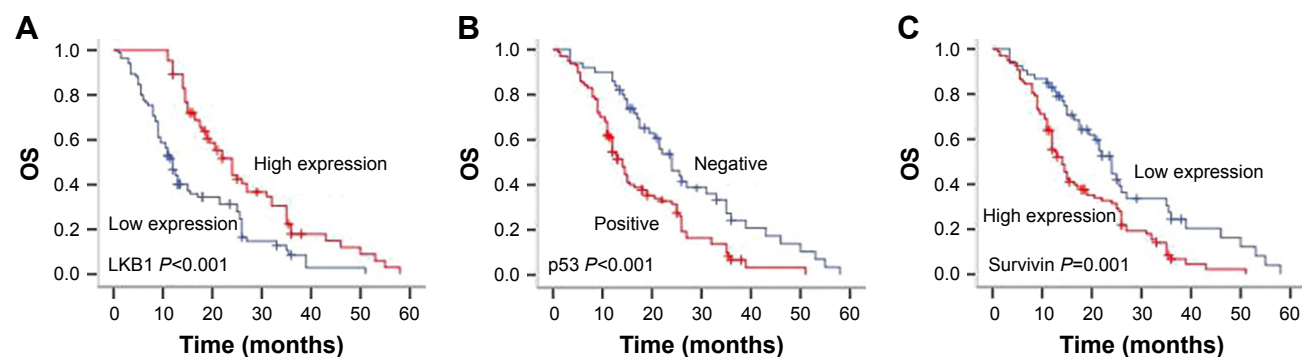 A
OS
1.0
0.8
0.6
0.4
0.2
0.0
High expression
Low expression
LKB1 P<0.001
0 10 20 30 40 50 60
Time (months)
B
OS
1.0
0.8
0.6
0.4
0.2
0.0
Negative
Positive
p53 P<0.001
0 10 20 30 40 50 60
Time (months)
C
OS
1.0
0.8
0.6
0.4
0.2
0.0
Low expression
High expression
Survivin P=0.001
0 10 20 30 40 50 60
Time (months)